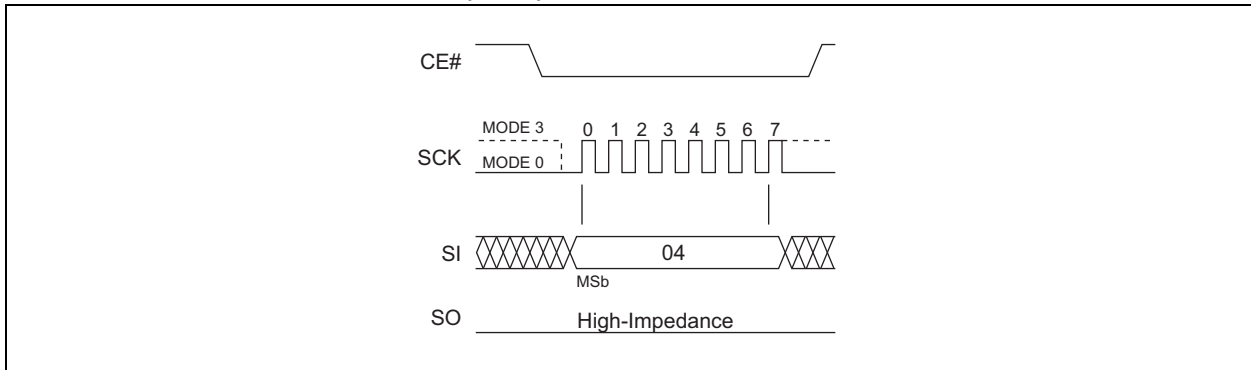 CE#
MODE 3
0 1 2 3 4 5 6 7
SCK
MODE 0
SI
04
MSb
SO
High-Impedance